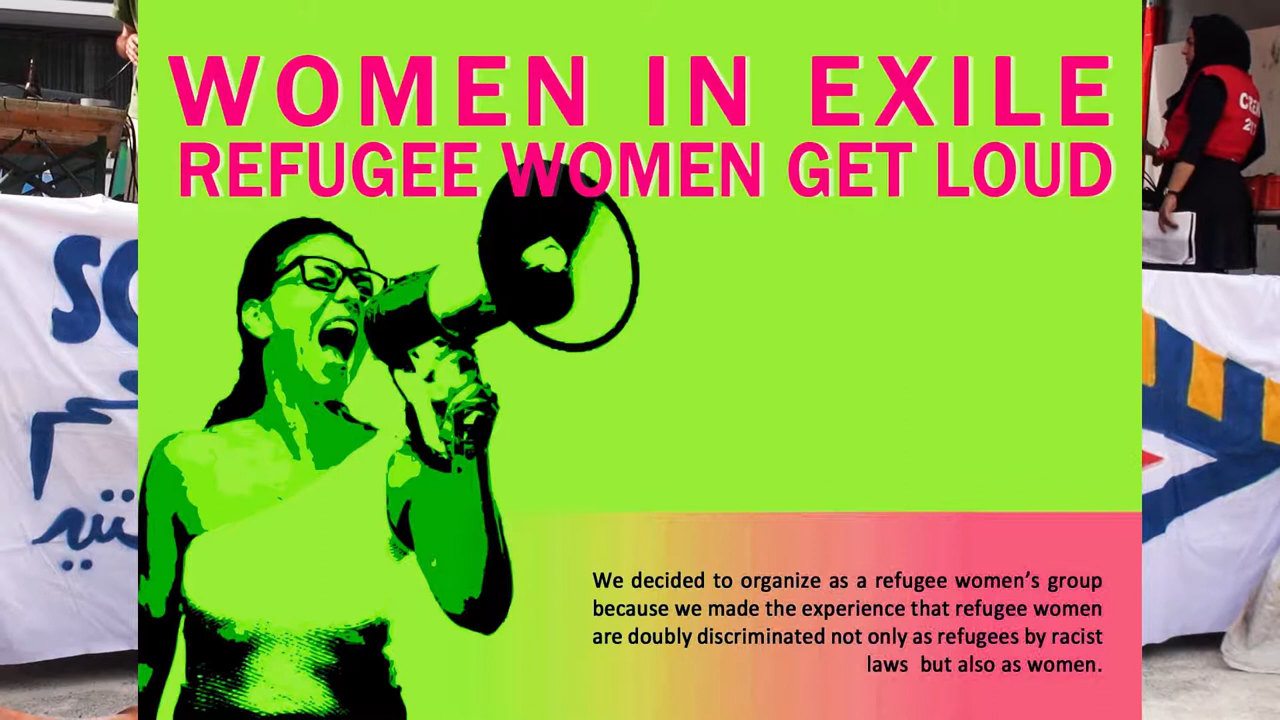 WOMEN IN EXILE
REFUGEE WOMEN GET LOUD
We decided to organize as a refugee women’s group
because we made the experience that refugee women
are doubly discriminated not only as refugees by racist
laws but also as women.